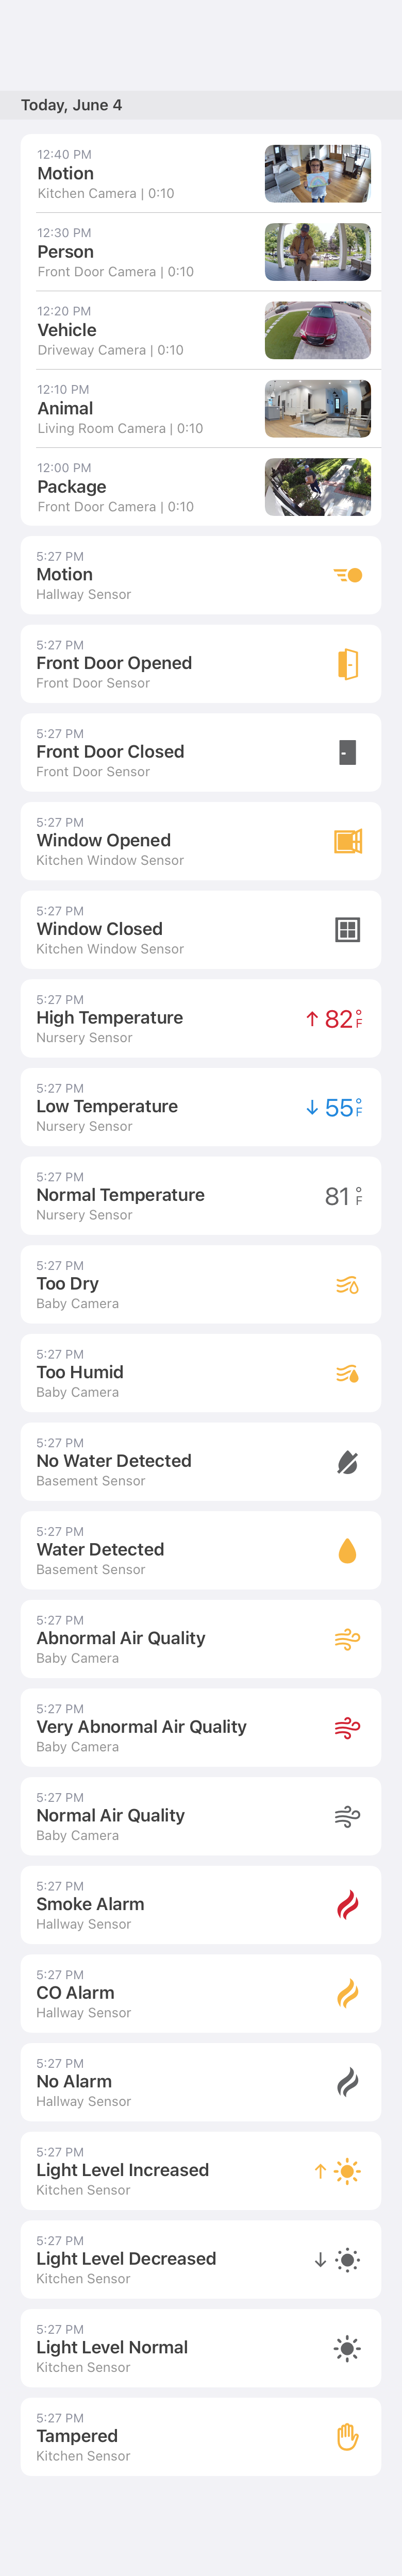 Today, June 4
12:40 PM
Motion
Kitchen Camera | 0:10
12:30 PM
Person
Front Door Camera | 0:10
12:20 PM
Vehicle
Driveway Camera | 0:10
12:10 PM
Animal
Living Room Camera | 0:10
12:00 PM
Package
Front Door Camera | 0:10
5:27 PM
Motion
Hallway Sensor
5:27 PM
Front Door Opened
Front Door Sensor
5:27 PM
Front Door Closed
Front Door Sensor
5:27 PM
Window Opened
Kitchen Window Sensor
5:27 PM
Window Closed
Kitchen Window Sensor
5:27 PM
High Temperature
↑ 82°F
Nursery Sensor
5:27 PM
Low Temperature
↓ 55°F
Nursery Sensor
5:27 PM
Normal Temperature
81°F
Nursery Sensor
5:27 PM
Too Dry
Baby Camera
5:27 PM
Too Humid
Baby Camera
5:27 PM
No Water Detected
Basement Sensor
5:27 PM
Water Detected
Basement Sensor
5:27 PM
Abnormal Air Quality
Baby Camera
5:27 PM
Very Abnormal Air Quality
Baby Camera
5:27 PM
Normal Air Quality
Baby Camera
5:27 PM
Smoke Alarm
Hallway Sensor
5:27 PM
CO Alarm
Hallway Sensor
5:27 PM
No Alarm
Hallway Sensor
5:27 PM
Light Level Increased
Kitchen Sensor
5:27 PM
Light Level Decreased
Kitchen Sensor
5:27 PM
Light Level Normal
Kitchen Sensor
5:27 PM
Tampered
Kitchen Sensor